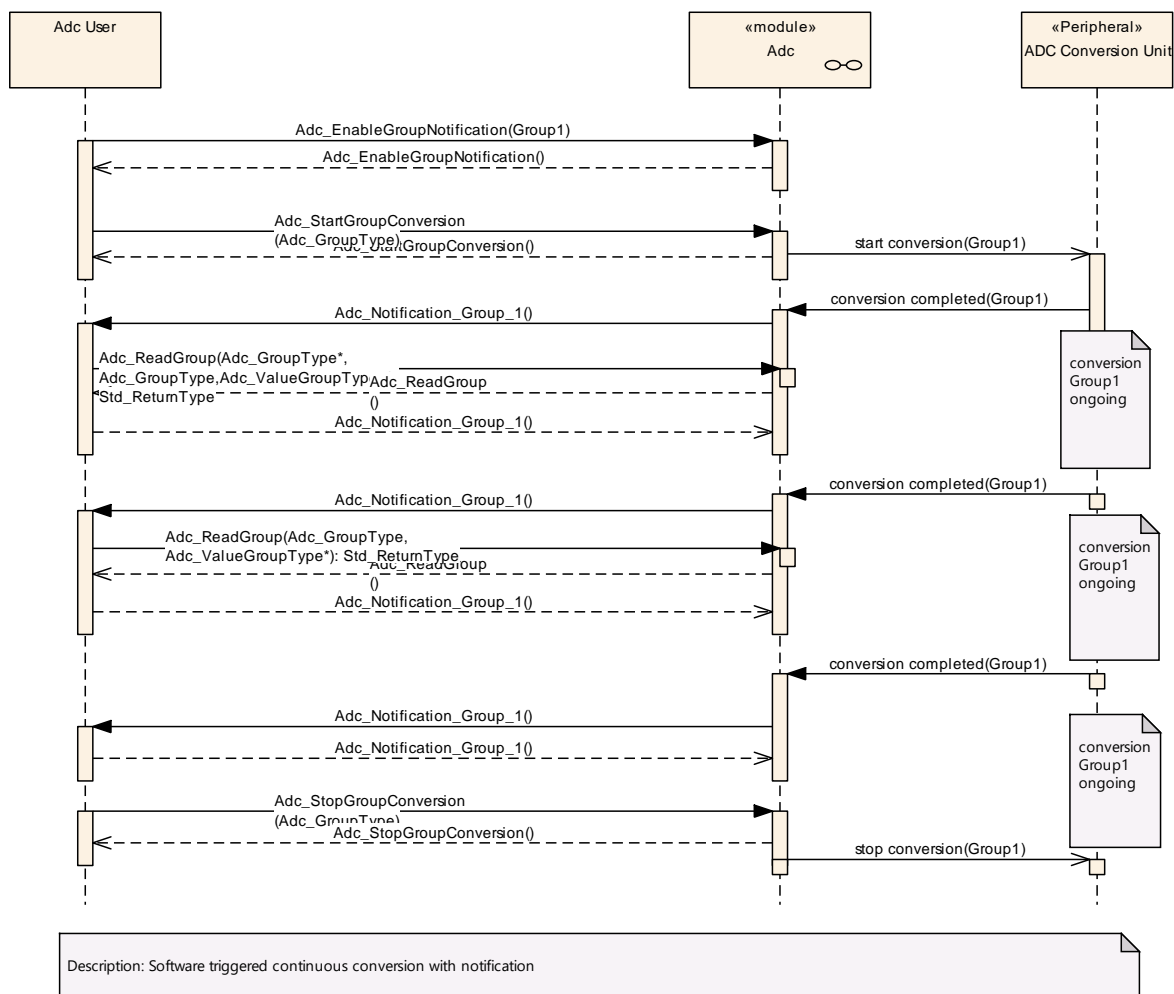 Adc User
«module»
Adc
«Peripheral»
ADC Conversion Unit
Adc_EnableGroupNotification(Group1)
Adc_EnableGroupNotification()
Adc_StartGroupConversion
(Adc_GroupType)
Adc_StartGroupConversion()
start conversion(Group1)
conversion completed(Group1)
Adc_Notification_Group_1()
Adc_ReadGroup(Adc_GroupType*,
Adc_GroupType,Adc_ValueGroupTyp
Std_ReturnType
Adc_ReadGroup
()
Adc_Notification_Group_1()
conversion
Group1
ongoing
conversion completed(Group1)
Adc_Notification_Group_1()
Adc_ReadGroup(Adc_GroupType,
Adc_ValueGroupType*): Std_ReturnType
Adc_ReadGroup
()
Adc_Notification_Group_1()
conversion
Group1
ongoing
conversion completed(Group1)
Adc_Notification_Group_1()
Adc_Notification_Group_1()
conversion
Group1
ongoing
Adc_StopGroupConversion
(Adc_GroupType)
Adc_StopGroupConversion()
stop conversion(Group1)
Description: Software triggered continuous conversion with notification